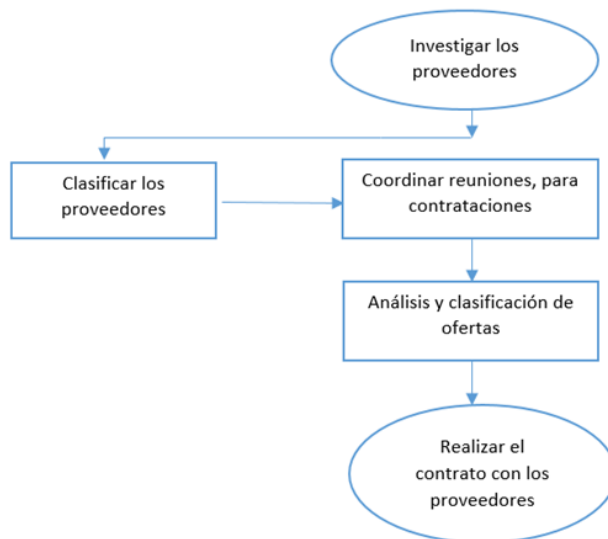 Investigar los
proveedores
Clasificar los
proveedores
Coordinar reuniones, para
contrataciones
Análisis y clasificación de
ofertas
Realizar el
contrato con los
proveedores